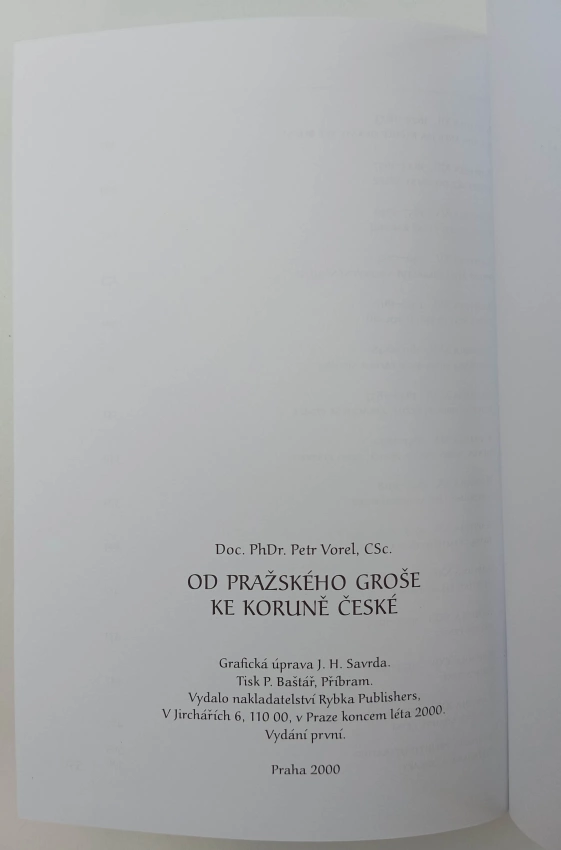 Doc. PhDr. Petr Vorel, CSc.
OD PRAŽSKÉHO GROŠE
KE KORUNĚ ČESKÉ
Grafická úprava J. H. Savrda.
Tisk P. Baštář, Příbram.
Vydalo nakladatelství Rybka Publishers,
V Jirchářích 6, 110 00, v Praze koncem léta 2000.
Vydání první.
Praha 2000